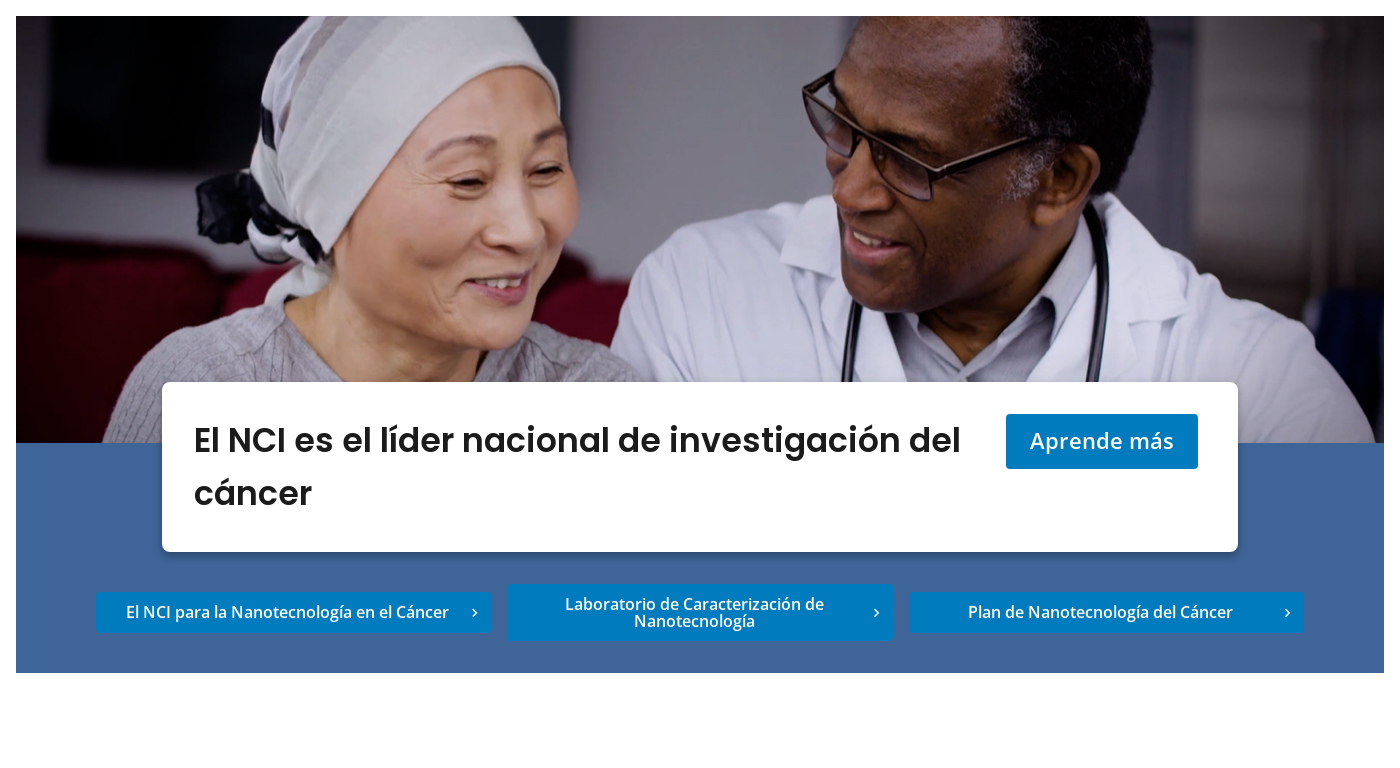 El NCI es el líder nacional de investigación del
cáncer
Aprende más
El NCI para la Nanotecnología en el Cáncer
Laboratorio de Caracterización de
Nanotecnología
Plan de Nanotecnología del Cáncer